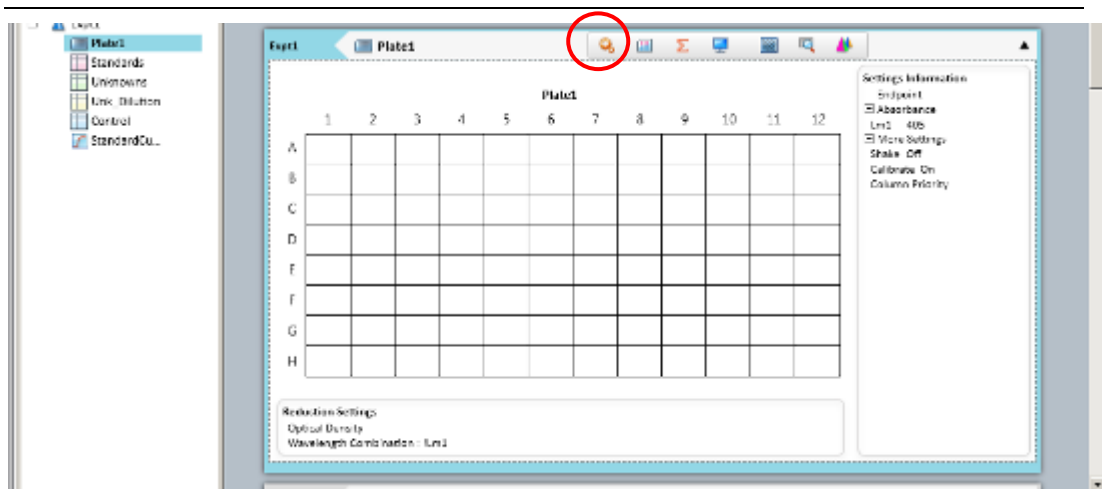 Plate1
Standards
Unknowns
Unk_Dilution
Control
StandardCu...
Expt1
Plate1
Plate1
1 2 3 4 5 6 7 8 9 10 11 12
A
B
C
D
E
F
G
H
Settings Information
Endpoint
Absorbance
Lm1 405
More Settings
Shake Off
Calibrate On
Column Priority
Reduction Settings
Optical Density
Wavelength Combination : !Lm1